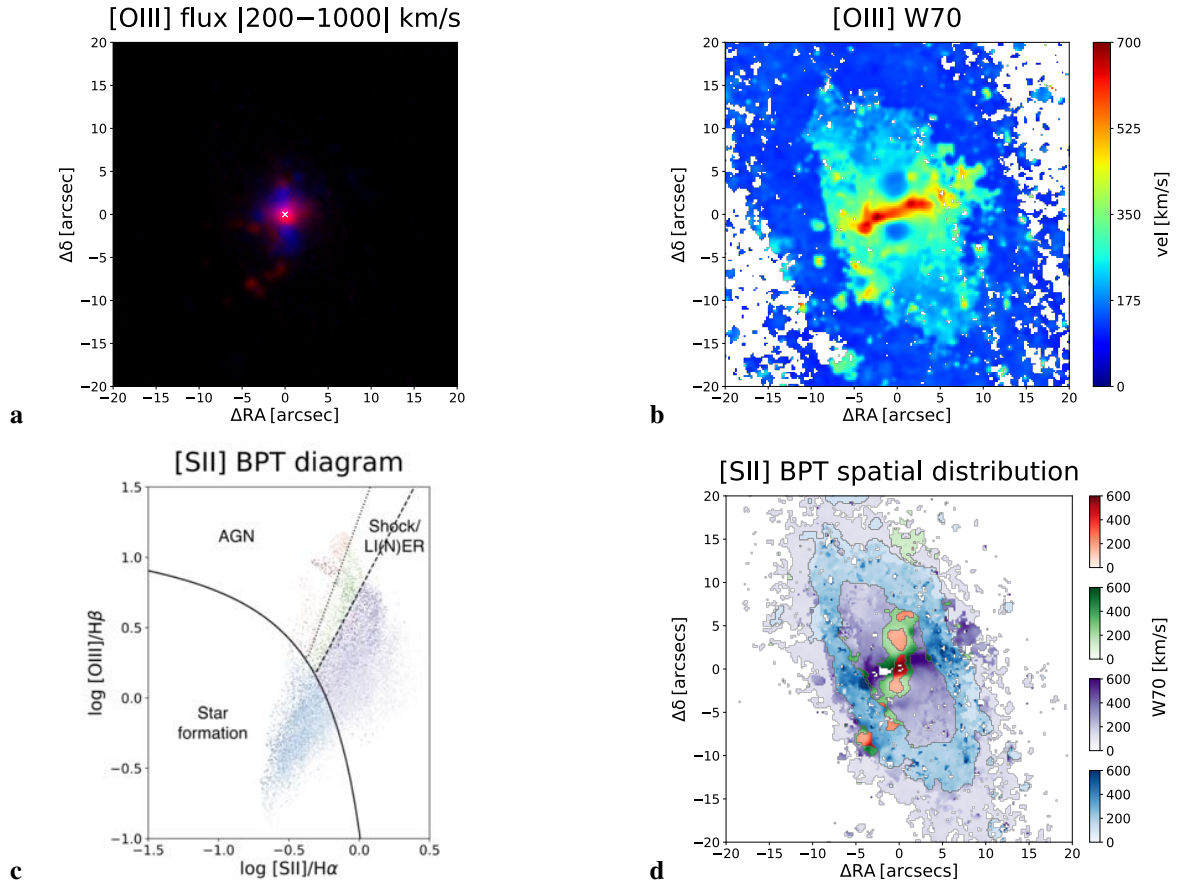 [OIII] flux |200−1000| km/s
20
15
10
5
0
−5
−10
−15
−20
Δδ [arcsec]
−20 −15 −10 −5 0 5 10 15 20
ΔRA [arcsec]
a
[OIII] W70
20
15
10
5
0
−5
−10
−15
−20
Δδ [arcsec]
−20 −15 −10 −5 0 5 10 15 20
ΔRA [arcsec]
700
525
350
175
0
vel [km/s]
b
[SII] BPT diagram
1.5
1.0
0.5
0.0
−0.5
−1.0
log [OIII]/Hβ
AGN
Shock/
LI(N)ER
Star
formation
−1.5 −1.0 −0.5 0.0 0.5
log [SII]/Hα
c
[SII] BPT spatial distribution
20
15
10
5
0
−5
−10
−15
−20
Δδ [arcsecs]
−20 −15 −10 −5 0 5 10 15 20
ΔRA [arcsecs]
600
400
200
0
600
400
200
0
600
400
200
0
600
400
200
0
W70 [km/s]
d